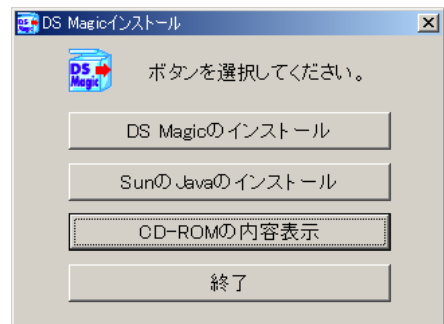 DS Magicインストール
DS Magic
ボタンを選択してください。
DS Magicのインストール
SunのJavaのインストール
CD-ROMの内容表示
終了